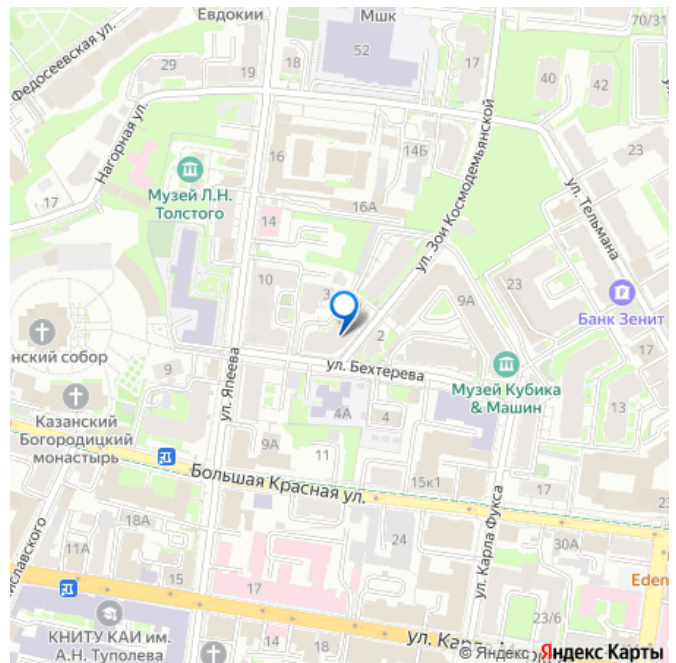 Евдокии
Мшк
70/31
52
Федосеевская ул.
29
19
18
17
40
42
Нагорная ул.
16
14Б
23
Музей Л.Н.
Толстого
17
16А
ул. Зои Космодемьянской
ул. Тельмана
14
10
3
23
9А
Банк Зенит
2
нский собор
9
ул. Япеева
ул. Бехтерева
17
Музей Кубика
& Машин
Казанский
Богородицкий
монастырь
4А
4
13
9А
11
Большая Красная ул.
15к1
17
ул. Карла Фукса
23
18А
24
30А
11А
15
иславского
17
Eden
23/6
КНИТУ КАИ им.
А.Н. Туполева
ул. Карла
© Яндекс Яндекс Карты